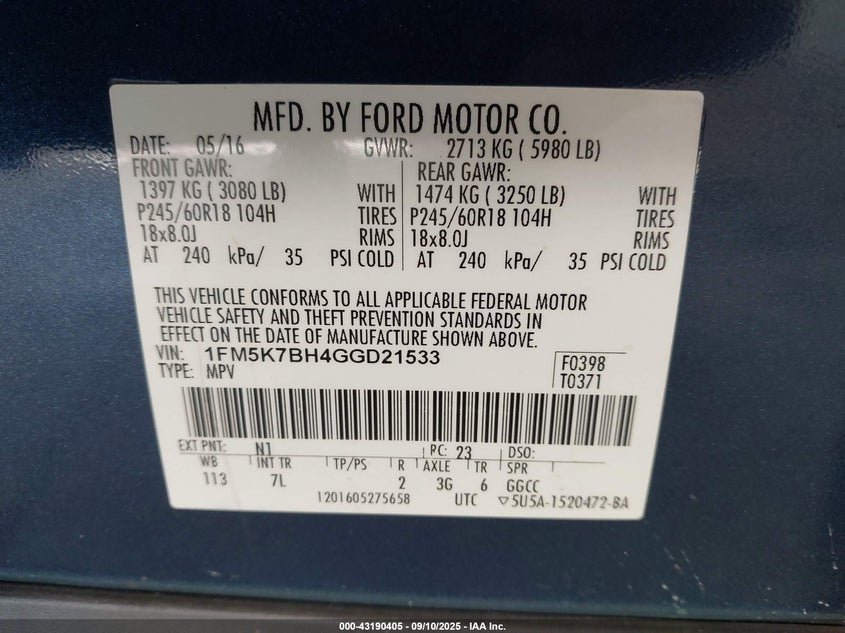 MFD. BY FORD MOTOR CO.
DATE: 05/16 GVWR: 2713 KG ( 5980 LB)
FRONT GAWR: REAR GAWR:
1397 KG ( 3080 LB) WITH 1474 KG ( 3250 LB) WITH
P245/60R18 104H TIRES P245/60R18 104H TIRES
18x8.0J RIMS 18x8.0J RIMS
AT 240 kPa/ 35 PSI COLD AT 240 kPa/ 35 PSI COLD
THIS VEHICLE CONFORMS TO ALL APPLICABLE FEDERAL MOTOR
VEHICLE SAFETY AND THEFT PREVENTION STANDARDS IN
EFFECT ON THE DATE OF MANUFACTURE SHOWN ABOVE.
VIN: 1FM5K7BH4GGD21533 F0398
TYPE: MPV T0371
EXT PNT: N1 RC: 23 DSO:
WB INT TR TP/PS R AXLE TR SPR
113 7L 2 3G 6 GGCC
1201605275658 UTC ▽5U5A-1520472-BA
000-43190405 - 09/10/2025 - IAA Inc.